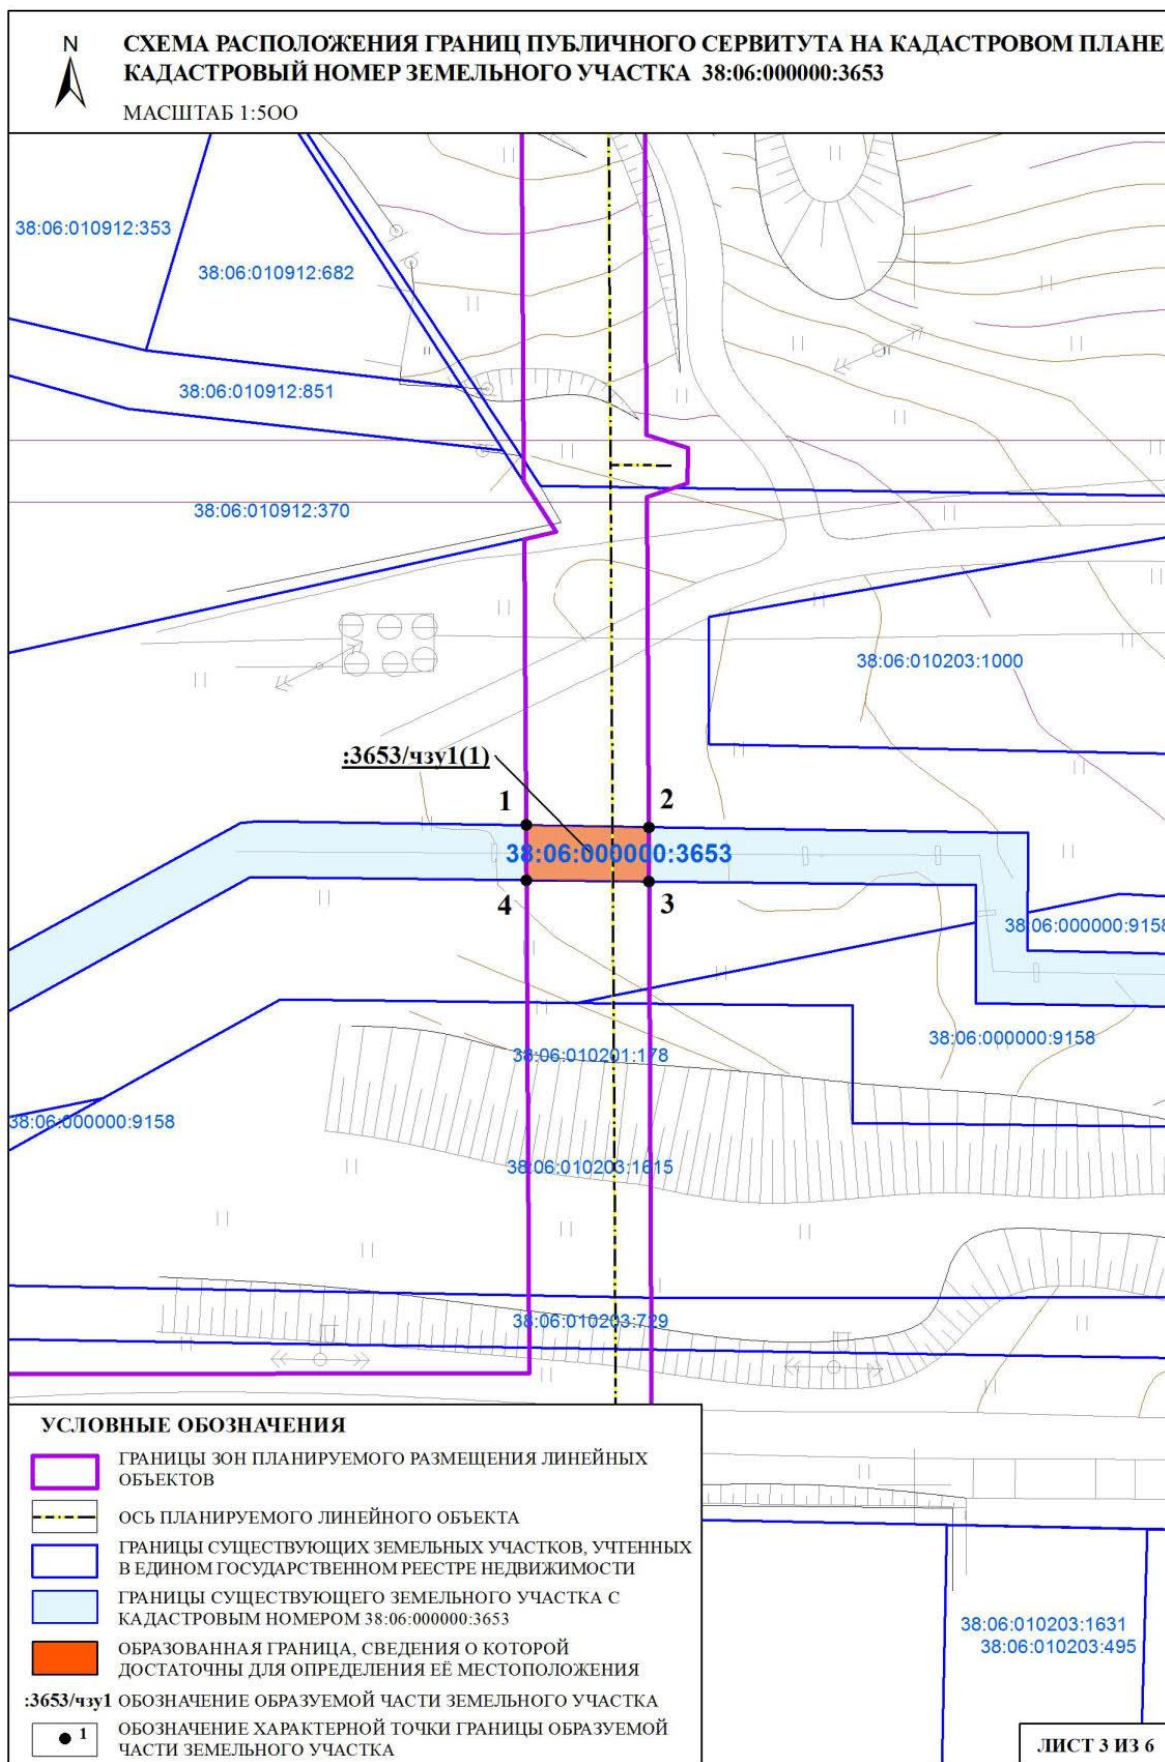 N
СХЕМА РАСПОЛОЖЕНИЯ ГРАНИЦ ПУБЛИЧНОГО СЕРВИТУТА НА КАДАСТРОВОМ ПЛАНЕ
КАДАСТРОВЫЙ НОМЕР ЗЕМЕЛЬНОГО УЧАСТКА 38:06:000000:3653
МАСШТАБ 1:5OO
38:06:010912:353
38:06:010912:682
38:06:010912:851
38:06:010912:370
38:06:010203:1000
:3653/чзу1(1)
1
2
38:06:000000:3653
4
3
38:06:000000:9158
38:06:000000:9158
38:06:010201:178
38:06:000000:9158
38:06:010203:1615
38:06:010203:729
УСЛОВНЫЕ ОБОЗНАЧЕНИЯ
ГРАНИЦЫ ЗОН ПЛАНИРУЕМОГО РАЗМЕЩЕНИЯ ЛИНЕЙНЫХ
ОБЪЕКТОВ
ОСЬ ПЛАНИРУЕМОГО ЛИНЕЙНОГО ОБЪЕКТА
ГРАНИЦЫ СУЩЕСТВУЮЩИХ ЗЕМЕЛЬНЫХ УЧАСТКОВ, УЧТЕННЫХ
В ЕДИНОМ ГОСУДАРСТВЕННОМ РЕЕСТРЕ НЕДВИЖИМОСТИ
ГРАНИЦЫ СУЩЕСТВУЮЩЕГО ЗЕМЕЛЬНОГО УЧАСТКА С
КАДАСТРОВЫМ НОМЕРОМ 38:06:000000:3653
ОБРАЗОВАННАЯ ГРАНИЦА, СВЕДЕНИЯ О КОТОРОЙ
ДОСТАТОЧНЫ ДЛЯ ОПРЕДЕЛЕНИЯ ЕЁ МЕСТОПОЛОЖЕНИЯ
:3653/чзу1 ОБОЗНАЧЕНИЕ ОБРАЗУЕМОЙ ЧАСТИ ЗЕМЕЛЬНОГО УЧАСТКА
1 ОБОЗНАЧЕНИЕ ХАРАКТЕРНОЙ ТОЧКИ ГРАНИЦЫ ОБРАЗУЕМОЙ
ЧАСТИ ЗЕМЕЛЬНОГО УЧАСТКА
38:06:010203:1631
38:06:010203:495
ЛИСТ 3 ИЗ 6